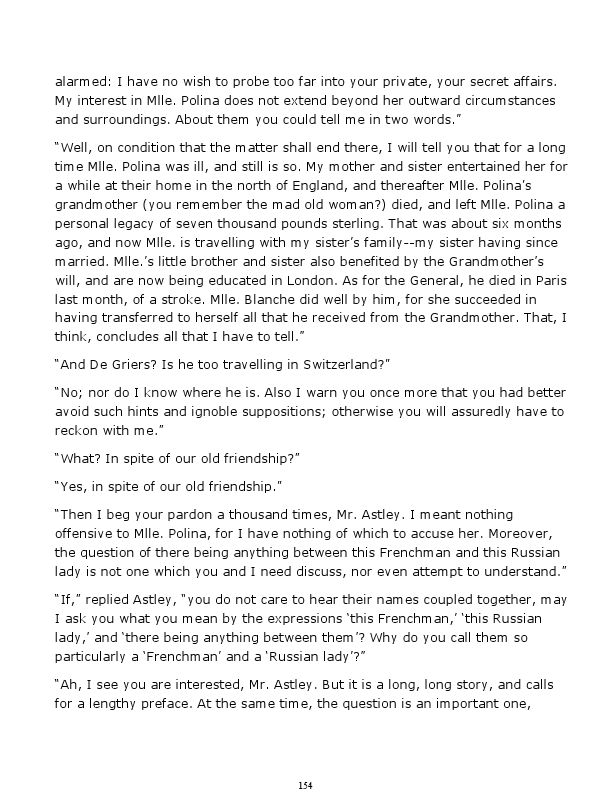 alarmed: I have no wish to probe too far into your private, your secret affairs.
My interest in Mlle. Polina does not extend beyond her outward circumstances
and surroundings. About them you could tell me in two words.”
“Well, on condition that the matter shall end there, I will tell you that for a long
time Mlle. Polina was ill, and still is so. My mother and sister entertained her for
a while at their home in the north of England, and thereafter Mlle. Polina’s
grandmother (you remember the mad old woman?) died, and left Mlle. Polina a
personal legacy of seven thousand pounds sterling. That was about six months
ago, and now Mlle. is travelling with my sister’s family--my sister having since
married. Mlle.’s little brother and sister also benefited by the Grandmother’s
will, and are now being educated in London. As for the General, he died in Paris
last month, of a stroke. Mlle. Blanche did well by him, for she succeeded in
having transferred to herself all that he received from the Grandmother. That, I
think, concludes all that I have to tell.”
“And De Griers? Is he too travelling in Switzerland?”
“No; nor do I know where he is. Also I warn you once more that you had better
avoid such hints and ignoble suppositions; otherwise you will assuredly have to
reckon with me.”
“What? In spite of our old friendship?”
“Yes, in spite of our old friendship.”
“Then I beg your pardon a thousand times, Mr. Astley. I meant nothing
offensive to Mlle. Polina, for I have nothing of which to accuse her. Moreover,
the question of there being anything between this Frenchman and this Russian
lady is not one which you and I need discuss, nor even attempt to understand.”
“If,” replied Astley, “you do not care to hear their names coupled together, may
I ask you what you mean by the expressions ‘this Frenchman,’ ‘this Russian
lady,’ and ‘there being anything between them’? Why do you call them so
particularly a ‘Frenchman’ and a ‘Russian lady’?”
“Ah, I see you are interested, Mr. Astley. But it is a long, long story, and calls
for a lengthy preface. At the same time, the question is an important one,
154